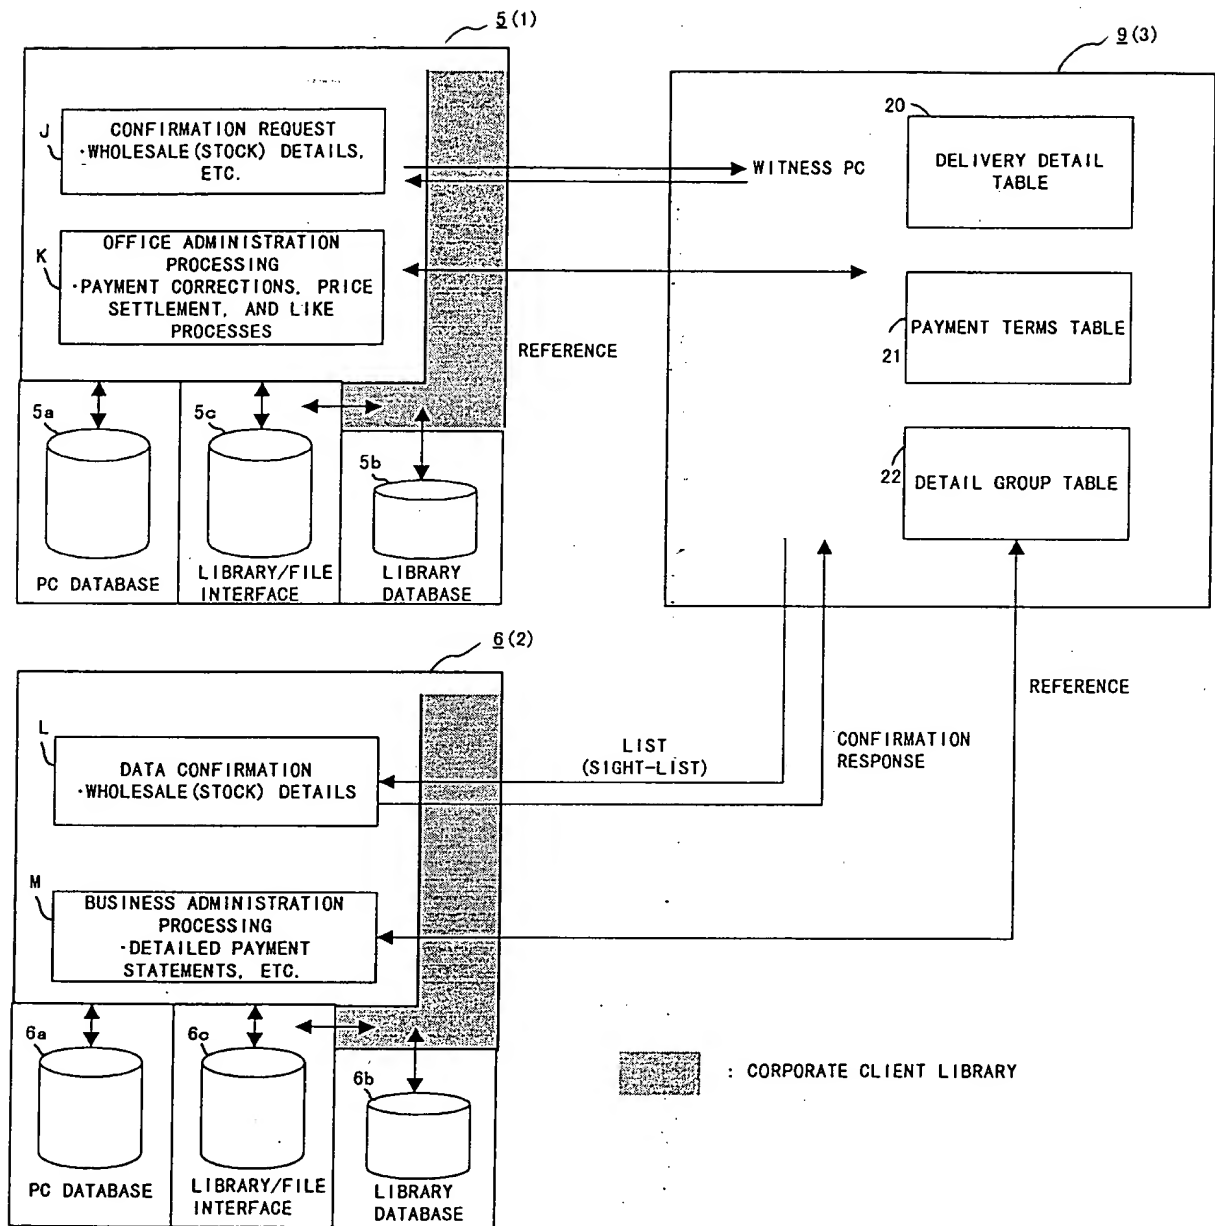 5(1)
J
CONFIRMATION REQUEST
·WHOLESALE(STOCK) DETAILS,
ETC.
K
OFFICE ADMINISTRATION
PROCESSING
·PAYMENT CORRECTIONS, PRICE
SETTLEMENT, AND LIKE
PROCESSES
REFERENCE
5a
5c
5b
PC DATABASE
LIBRARY/FILE
INTERFACE
LIBRARY
DATABASE
9(3)
WITNESS PC
20
DELIVERY DETAIL
TABLE
21
PAYMENT TERMS TABLE
22
DETAIL GROUP TABLE
6(2)
L
DATA CONFIRMATION
·WHOLESALE(STOCK) DETAILS
M
BUSINESS ADMINISTRATION
PROCESSING
·DETAILED PAYMENT
STATEMENTS, ETC.
LIST
(SIGHT-LIST)
CONFIRMATION
RESPONSE
REFERENCE
6a
6c
6b
PC DATABASE
LIBRARY/FILE
INTERFACE
LIBRARY
DATABASE
: CORPORATE CLIENT LIBRARY